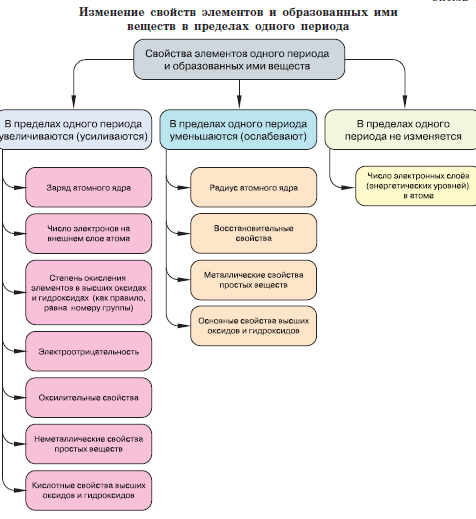 Изменение свойств элементов и образованных ими
веществ в пределах одного периода
Свойства элементов одного периода
и образованных ими веществ
В пределах одного периода
увеличиваются (усиливаются)
В пределах одного периода
уменьшаются (ослабевают)
В пределах одного
периода не изменяется
Заряд атомного ядра
Число электронов на
внешнем слое атома
Степень окисления
элементов в высших оксидах
и гидроксидах (как правило,
равна номеру группы)
Электроотрицательность
Оксилительные свойства
Неметаллические свойства
простых веществ
Кислотные свойства высших
оксидов и гидроксидов
Радиус атомного ядра
Восстановительные
свойства
Металлические свойства
простых веществ
Основные свойства высших
оксидов и гидроксидов
Число электронных слоёв
(энергетических уровней)
в атоме